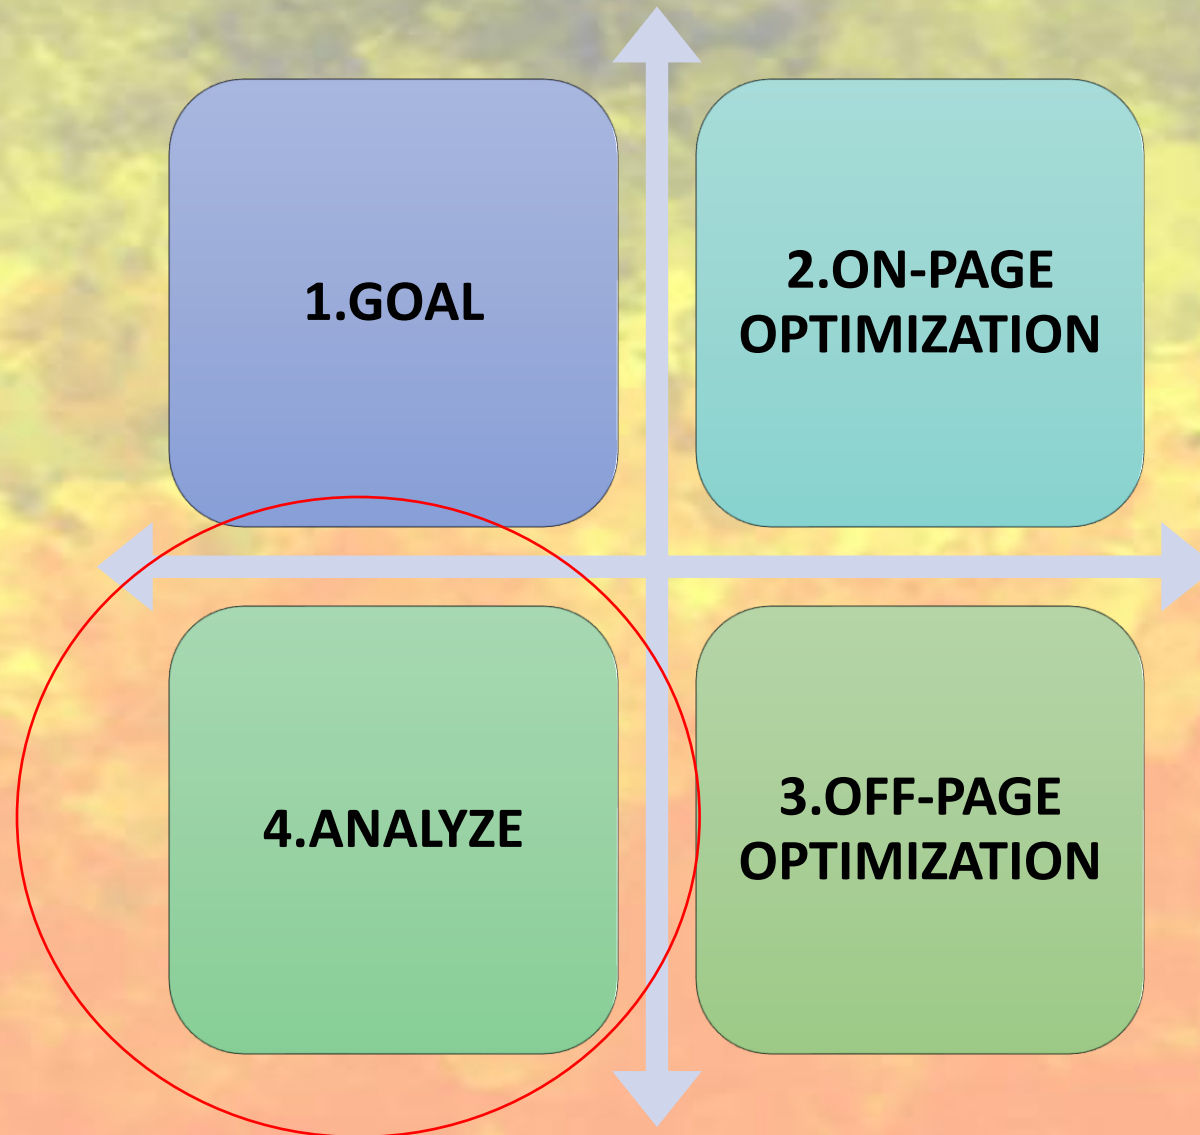 1.GOAL
2.ON-PAGE
OPTIMIZATION
4.ANALYZE
3.OFF-PAGE
OPTIMIZATION